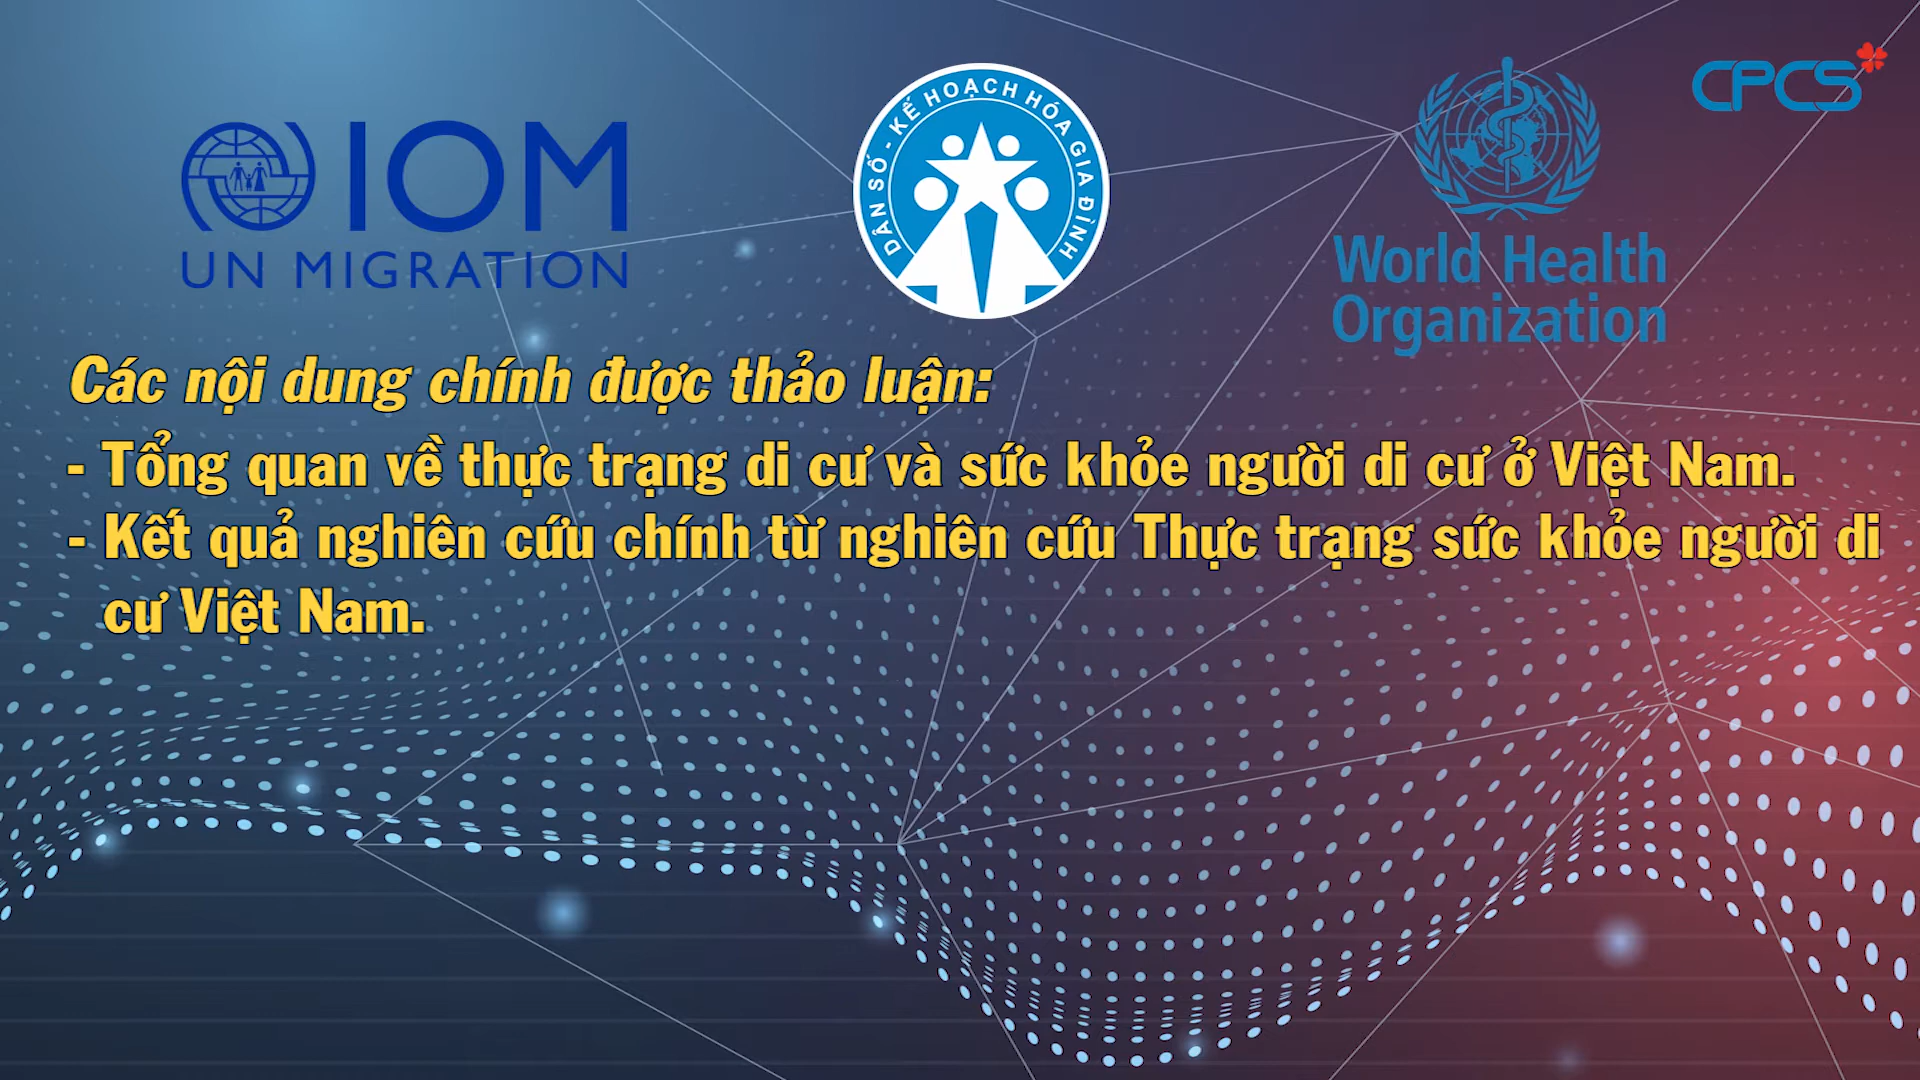 IOM
UN MIGRATION
DÂN SỐ - KẾ HOẠCH HÓA GIA ĐÌNH
World Health
Organization
CPCS
Các nội dung chính được thảo luận:
- Tổng quan về thực trạng di cư và sức khỏe người di cư ở Việt Nam.
- Kết quả nghiên cứu chính từ nghiên cứu Thực trạng sức khỏe người di
cư Việt Nam.